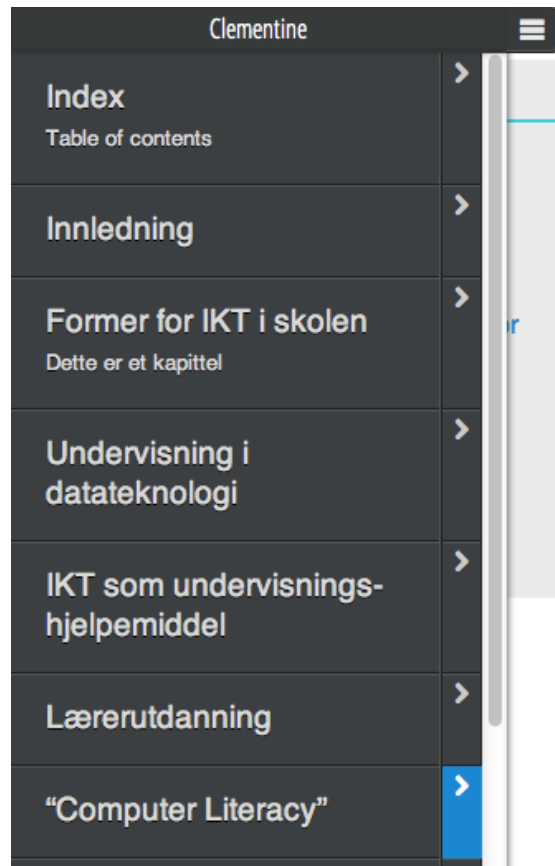 Clementine
Index
Table of contents
Innledning
Former for IKT i skolen
Dette er et kapittel
or
Undervisning i
datateknologi
IKT som undervisnings-
hjelpemiddel
Lærerutdanning
“Computer Literacy”